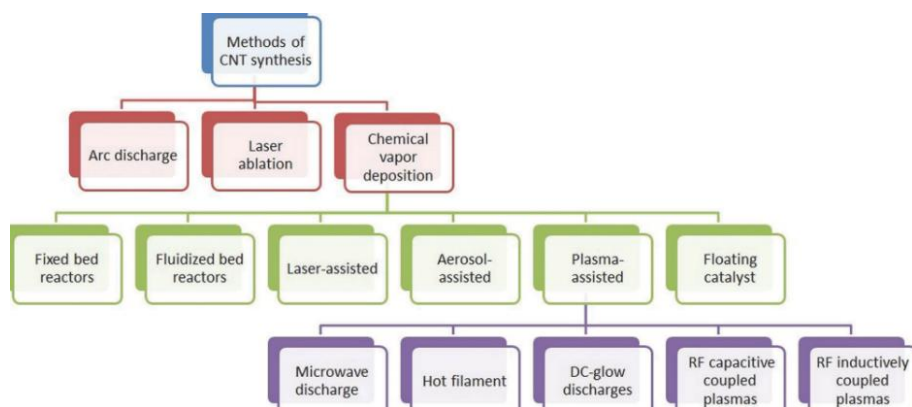 Methods of
CNT synthesis
Arc discharge
Laser
ablation
Chemical
vapor
deposition
Fixed bed
reactors
Fluidized bed
reactors
Laser-assisted
Aerosol-
assisted
Plasma-
assisted
Floating
catalyst
Microwave
discharge
Hot filament
DC-glow
discharges
RF capacitive
coupled
plasmas
RF inductively
coupled
plasmas